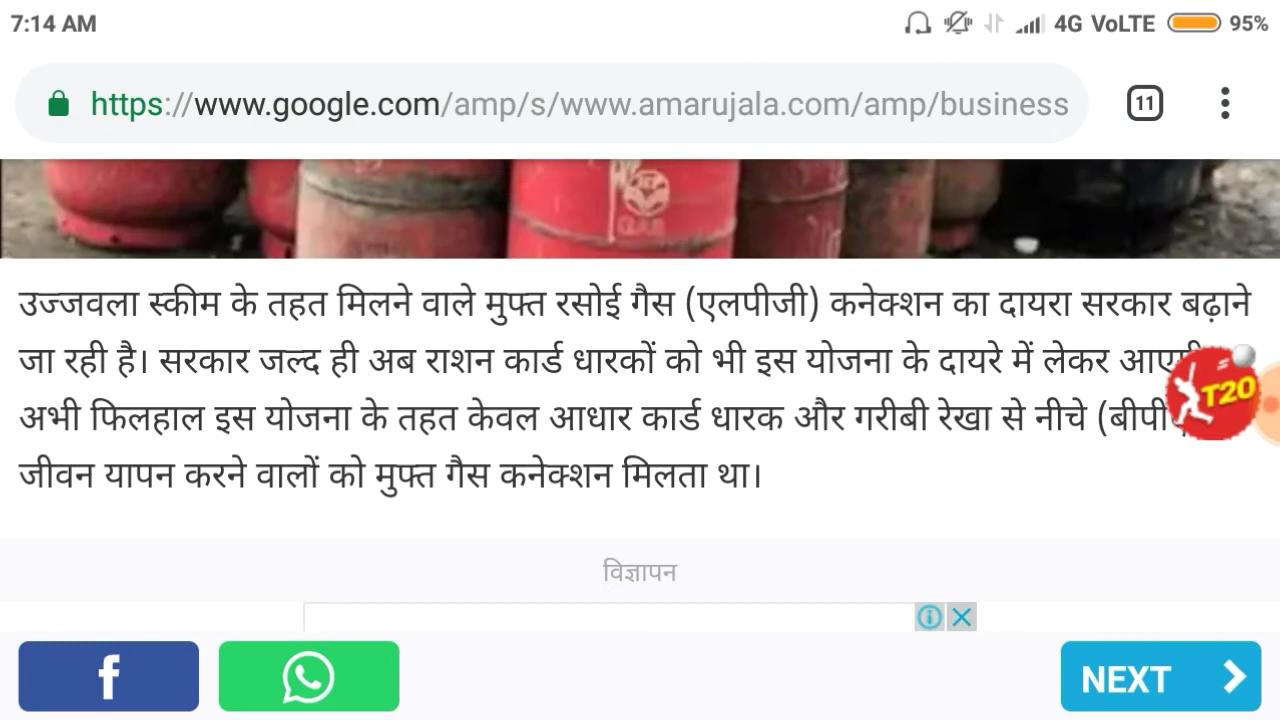 7:14 AM
4G VoLTE 95%
https://www.google.com/amp/s/www.amarujala.com/amp/business
11
GAS
उज्जवला स्कीम के तहत मिलने वाले मुफ्त रसोई गैस (एलपीजी) कनेक्शन का दायरा सरकार बढ़ाने
जा रही है। सरकार जल्द ही अब राशन कार्ड धारकों को भी इस योजना के दायरे में लेकर
T20
अभी फिलहाल इस योजना के तहत केवल आधार कार्ड धारक और गरीबी रेखा से नीचे
जीवन यापन करने वालों को मुफ्त गैस कनेक्शन मिलता था।
विज्ञापन
f
NEXT